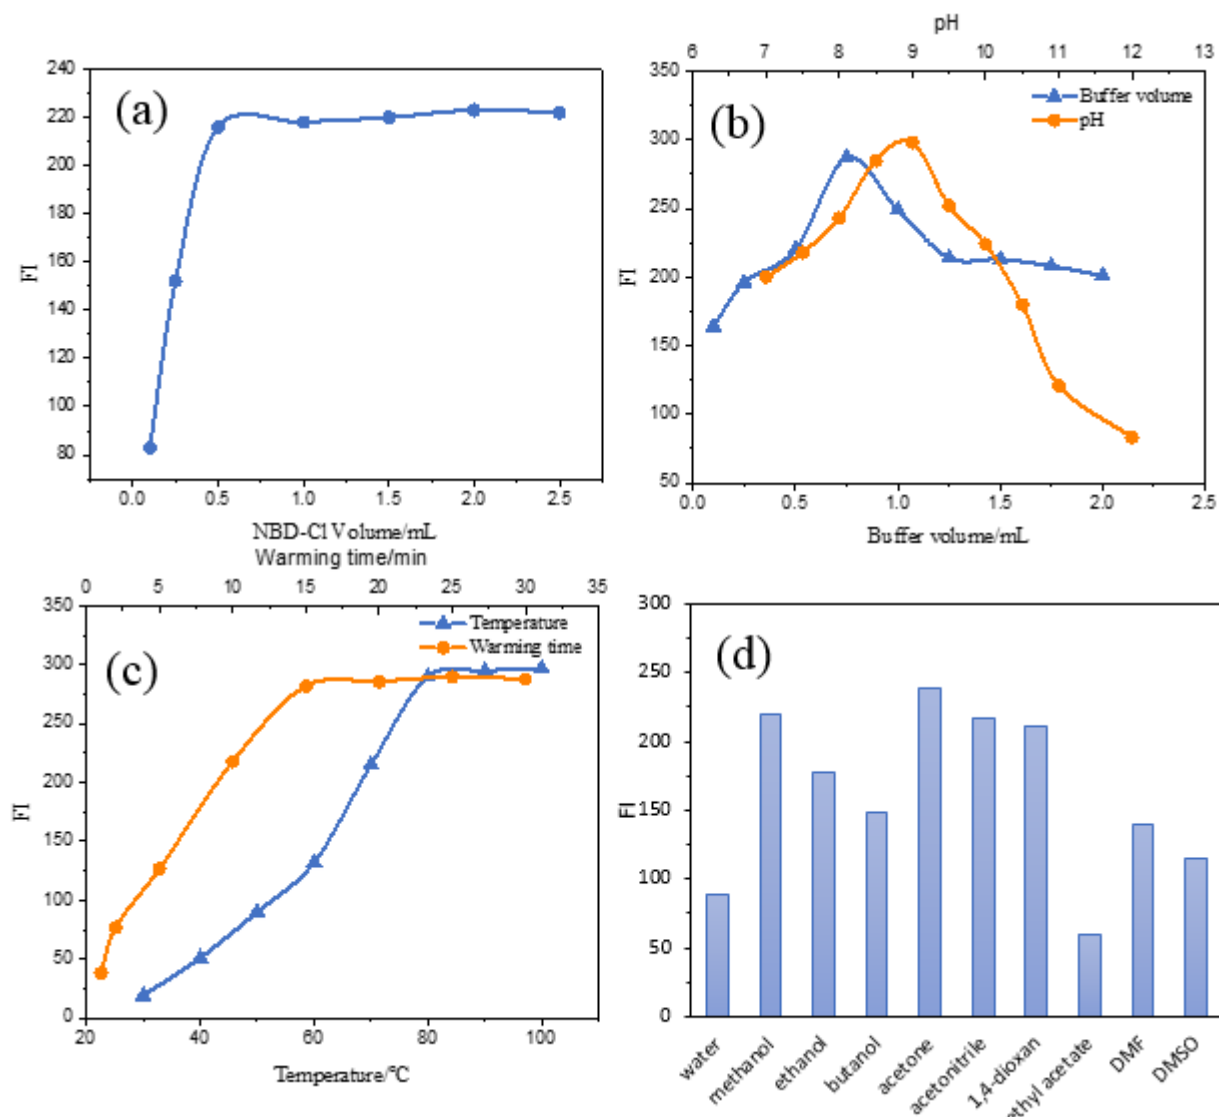 pH
6 7 8 9 10 11 12 13
240
220
200
180
160
140
120
100
80
FI
(a)
0.0 0.5 1.0 1.5 2.0 2.5
NBD-Cl Volume/mL
350
300
250
200
150
100
50
FI
(b)
Buffer volume
pH
0.0 0.5 1.0 1.5 2.0 2.5
Buffer volume/mL
Warming time/min
0 5 10 15 20 25 30 35
350
300
250
200
150
100
50
0
FI
(c)
Temperature
Warming time
20 40 60 80 100
Temperature/°C
300
250
200
150
100
50
0
FI
(d)
water
methanol
ethanol
butanol
acetone
acetonitrile
1,4-dioxan
ethyl acetate
DMF
DMSO